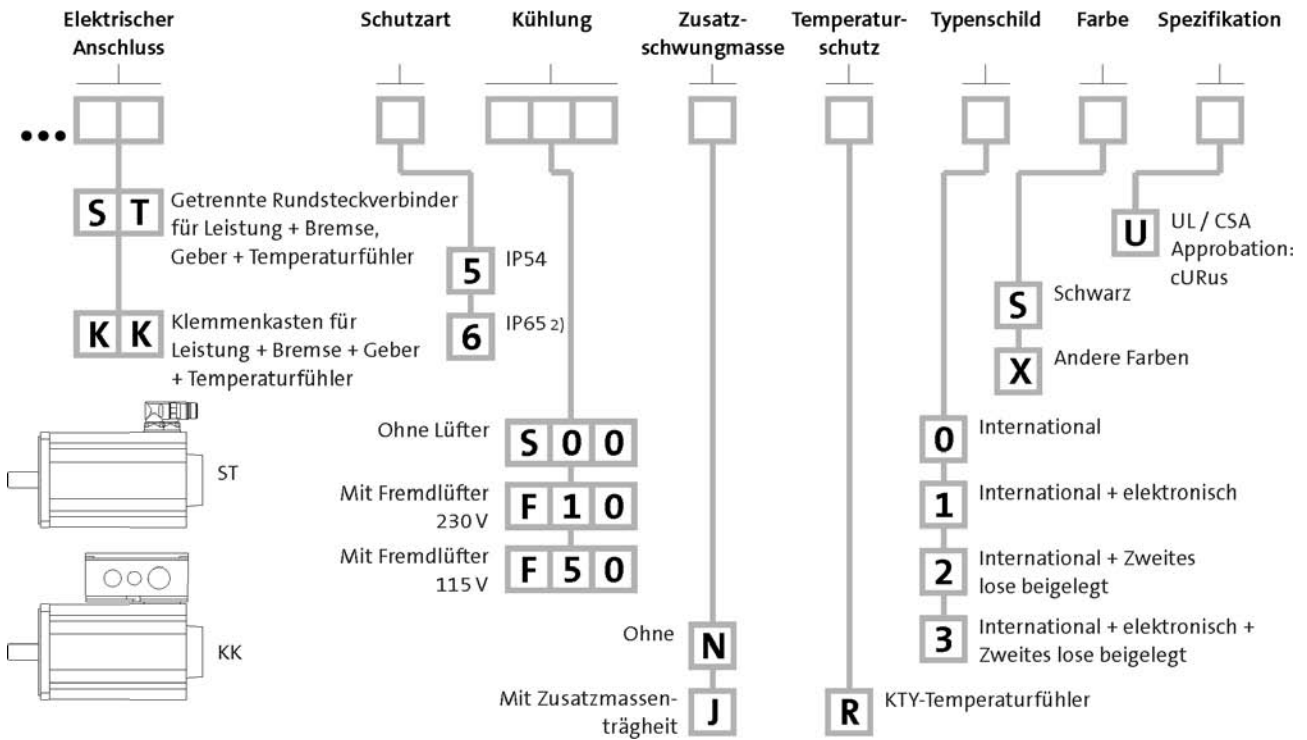 Elektrischer
Anschluss
Schutzart
Kühlung
Zusatz-
schwungmasse
Temperatur-
schutz
Typenschild
Farbe
Spezifikation
•••
S T
Getrennte Rundsteckverbinder
für Leistung + Bremse,
Geber + Temperaturfühler
K K
Klemmenkasten für
Leistung + Bremse + Geber
+ Temperaturfühler
ST
KK
5
IP54
6
IP65 2)
Ohne Lüfter
S 0 0
Mit Fremdlüfter
230 V
F 1 0
Mit Fremdlüfter
115 V
F 5 0
Ohne
N
Mit Zusatzmassen-
trägheit
J
R
KTY-Temperaturfühler
0
International
1
International + elektronisch
2
International + Zweites
lose beigelegt
3
International + elektronisch +
Zweites lose beigelegt
S
Schwarz
X
Andere Farben
U
UL / CSA
Approbation:
cURus